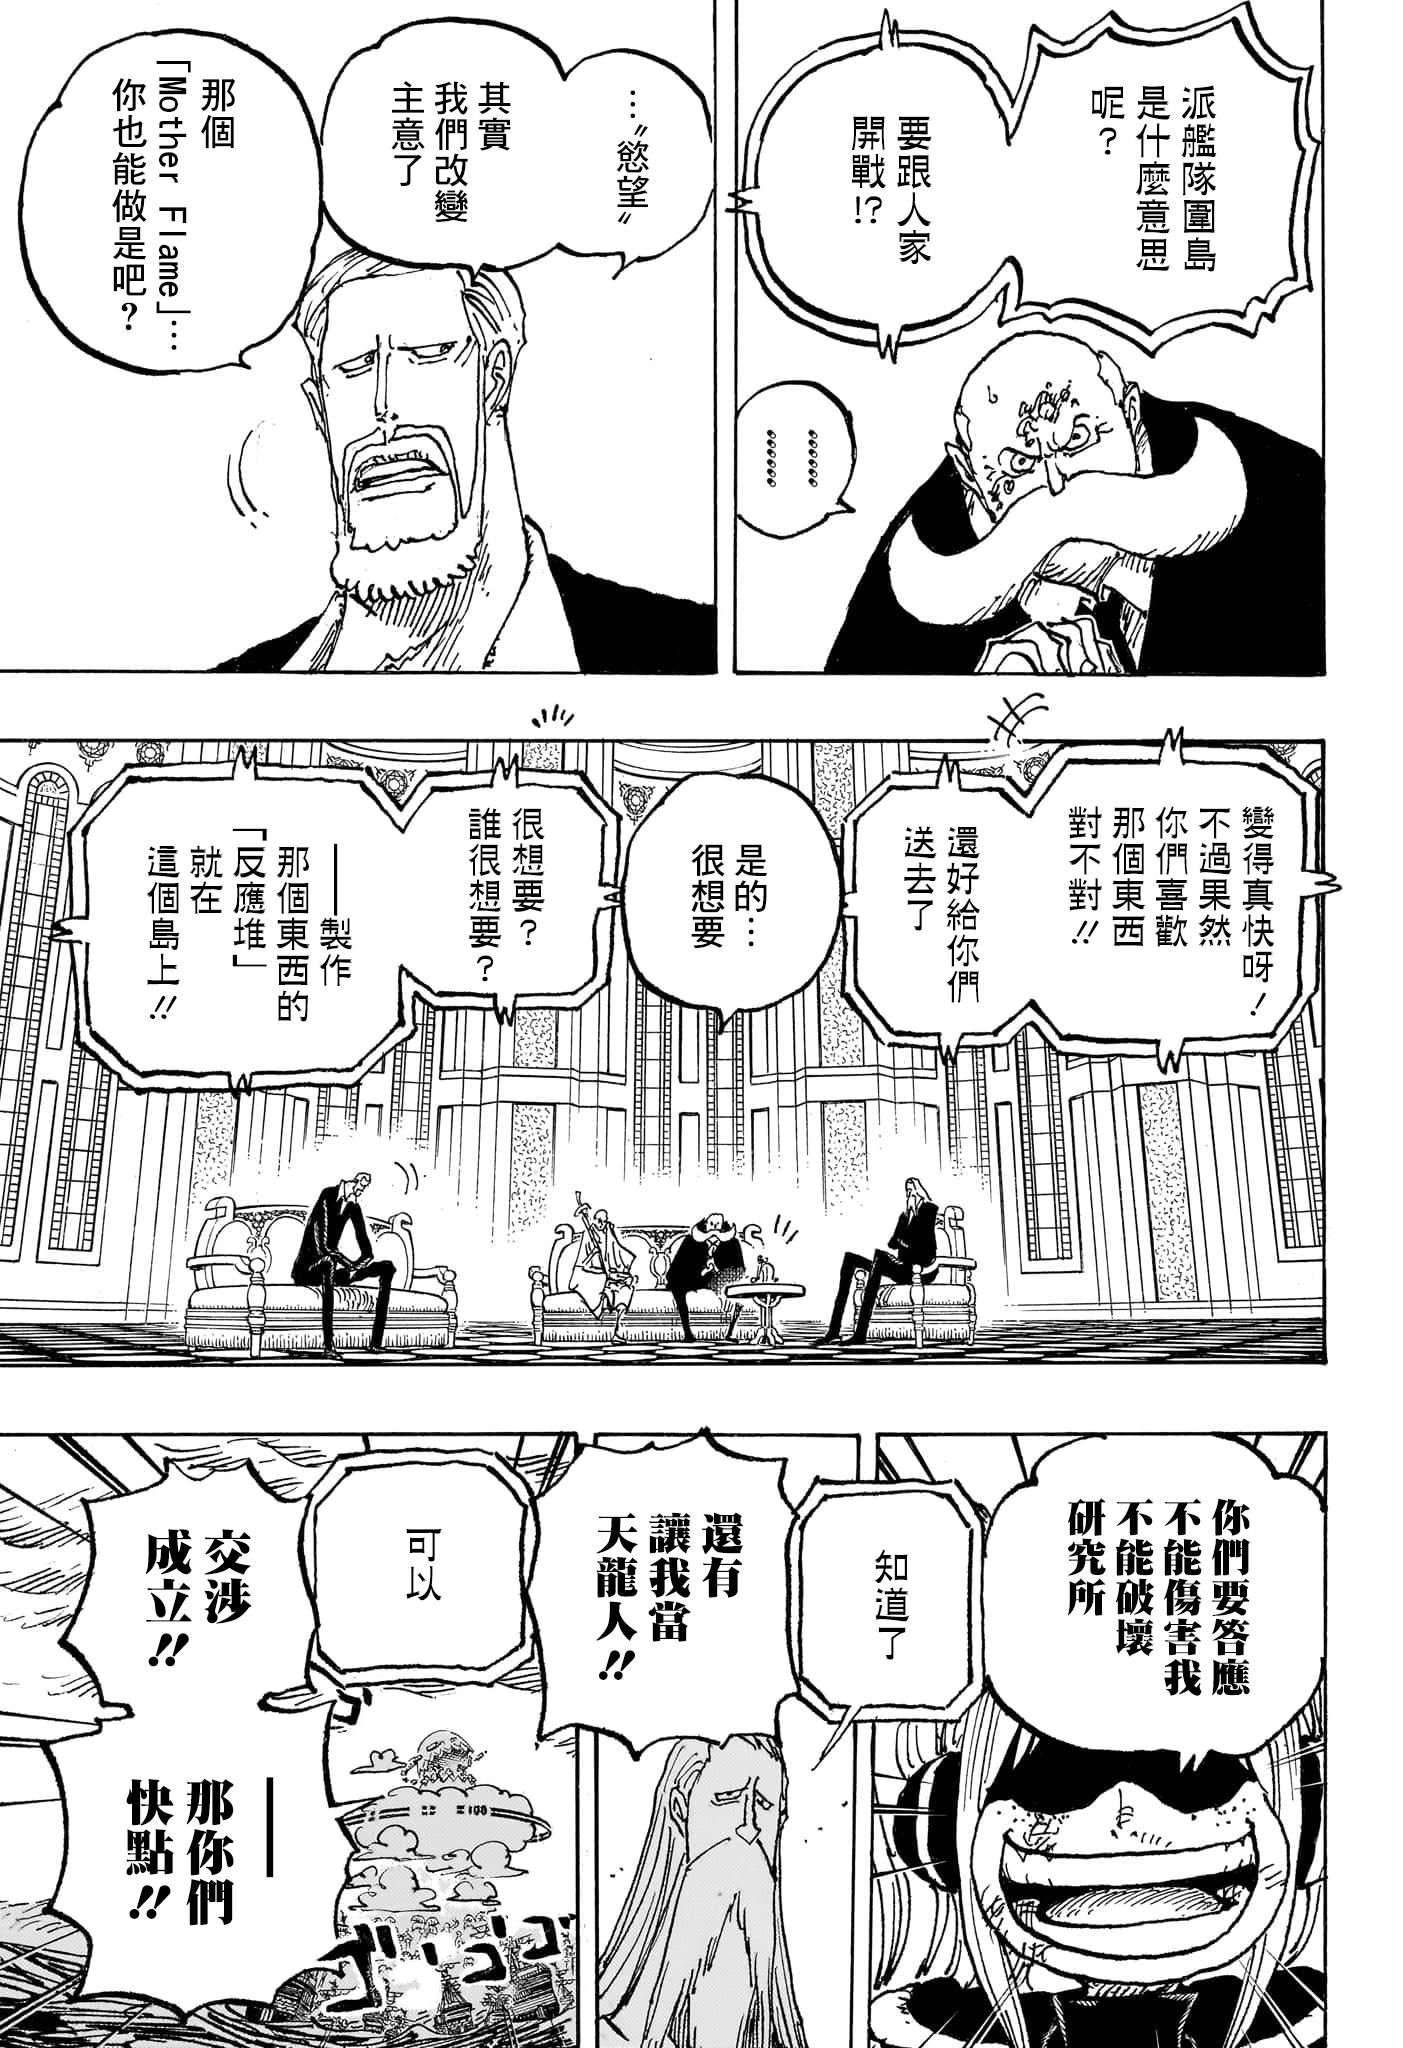 派艦隊圍島
是什麼意思
呢？
要跟人家
開戰!?
………
………
…〝慾望〞
其實
我們改變
主意了
那個
「Mother Flame」…
你也能做是吧？
變得真快呀！
不過果然
你們喜歡
那個東西
對不對!!
還好給你們
送去了
是的…
很想要
很想要？
誰很想要？
——製作
那個東西的
「反應堆」
就在
這個島上!!
你們要答應
不能傷害我
不能破壞
研究所
知道了
還有
讓我當
天龍人!!
可以
交涉
成立!!
——
那你們
快點!!
ゴゴゴゴ